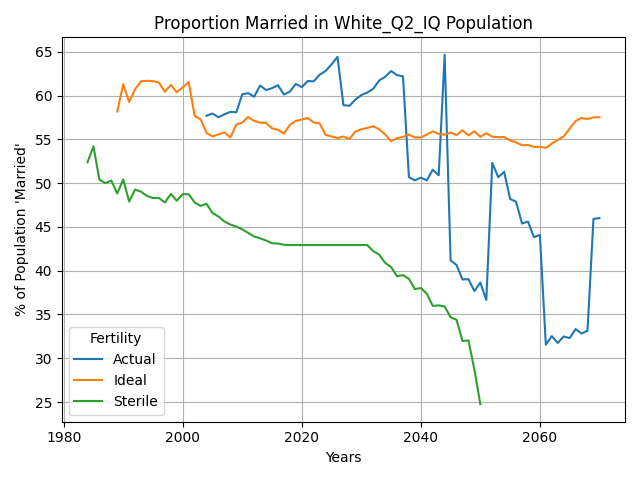 Proportion Married in White_Q2_IQ Population
% of Population 'Married'
65
60
55
50
45
40
35
30
25
Fertility
Actual
Ideal
Sterile
1980 2000 2020 2040 2060
Years